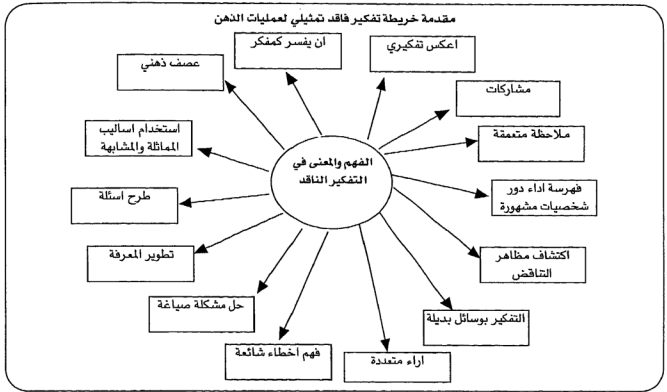 مقدمة خريطة تفكير فاقد تمثيلي لعمليات الذهن
اعكس تفكيري
ان يفسر كمفكر
عصف ذهني
مشاركات
ملاحظة متعمقة
استخدام اساليب
المماثلة والمشابهة
الفهم والمعنى في
التفكير الناقد
فهرسة اداء دور
شخصيات مشهورة
طرح اسئلة
اكتشاف مظاهر
التناقض
تطوير المعرفة
التفكير بوسائل بديلة
حل مشكلة صياغة
اراء متعددة
فهم اخطاء شائعة